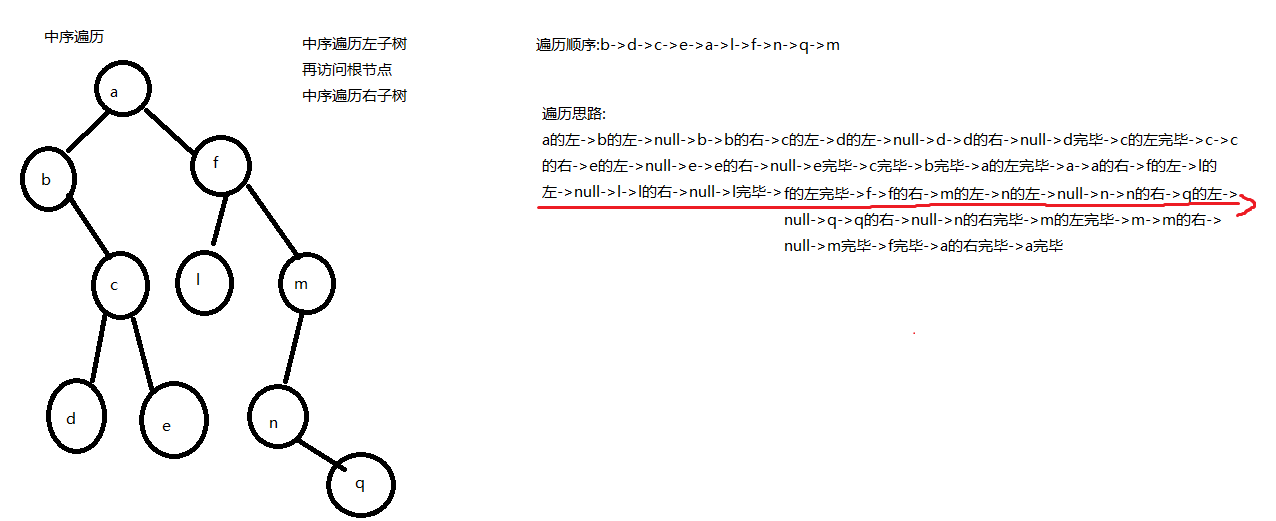 中序遍历
中序遍历左子树
再访问根节点
中序遍历右子树
遍历顺序:b->d->c->e->a->l->f->n->q->m
遍历思路:
a的左->b的左->null->b->b的右->c的左->d的左->null->d->d的右->null->d完毕->c的左完毕->c->c
的右->e的左->null->e->e的右->null->e完毕->c完毕->b完毕->a的左完毕->a->a的右->f的左->l的
左->null->l->l的右->null->l完毕->f的左完毕->f->f的右->m的左->n的左->null->n->n的右->q的左->
null->q->q的右->null->n的右完毕->m的左完毕->m->m的右->
null->m完毕->f完毕->a的右完毕->a完毕
a
f
b
c
l
m
d
e
n
q